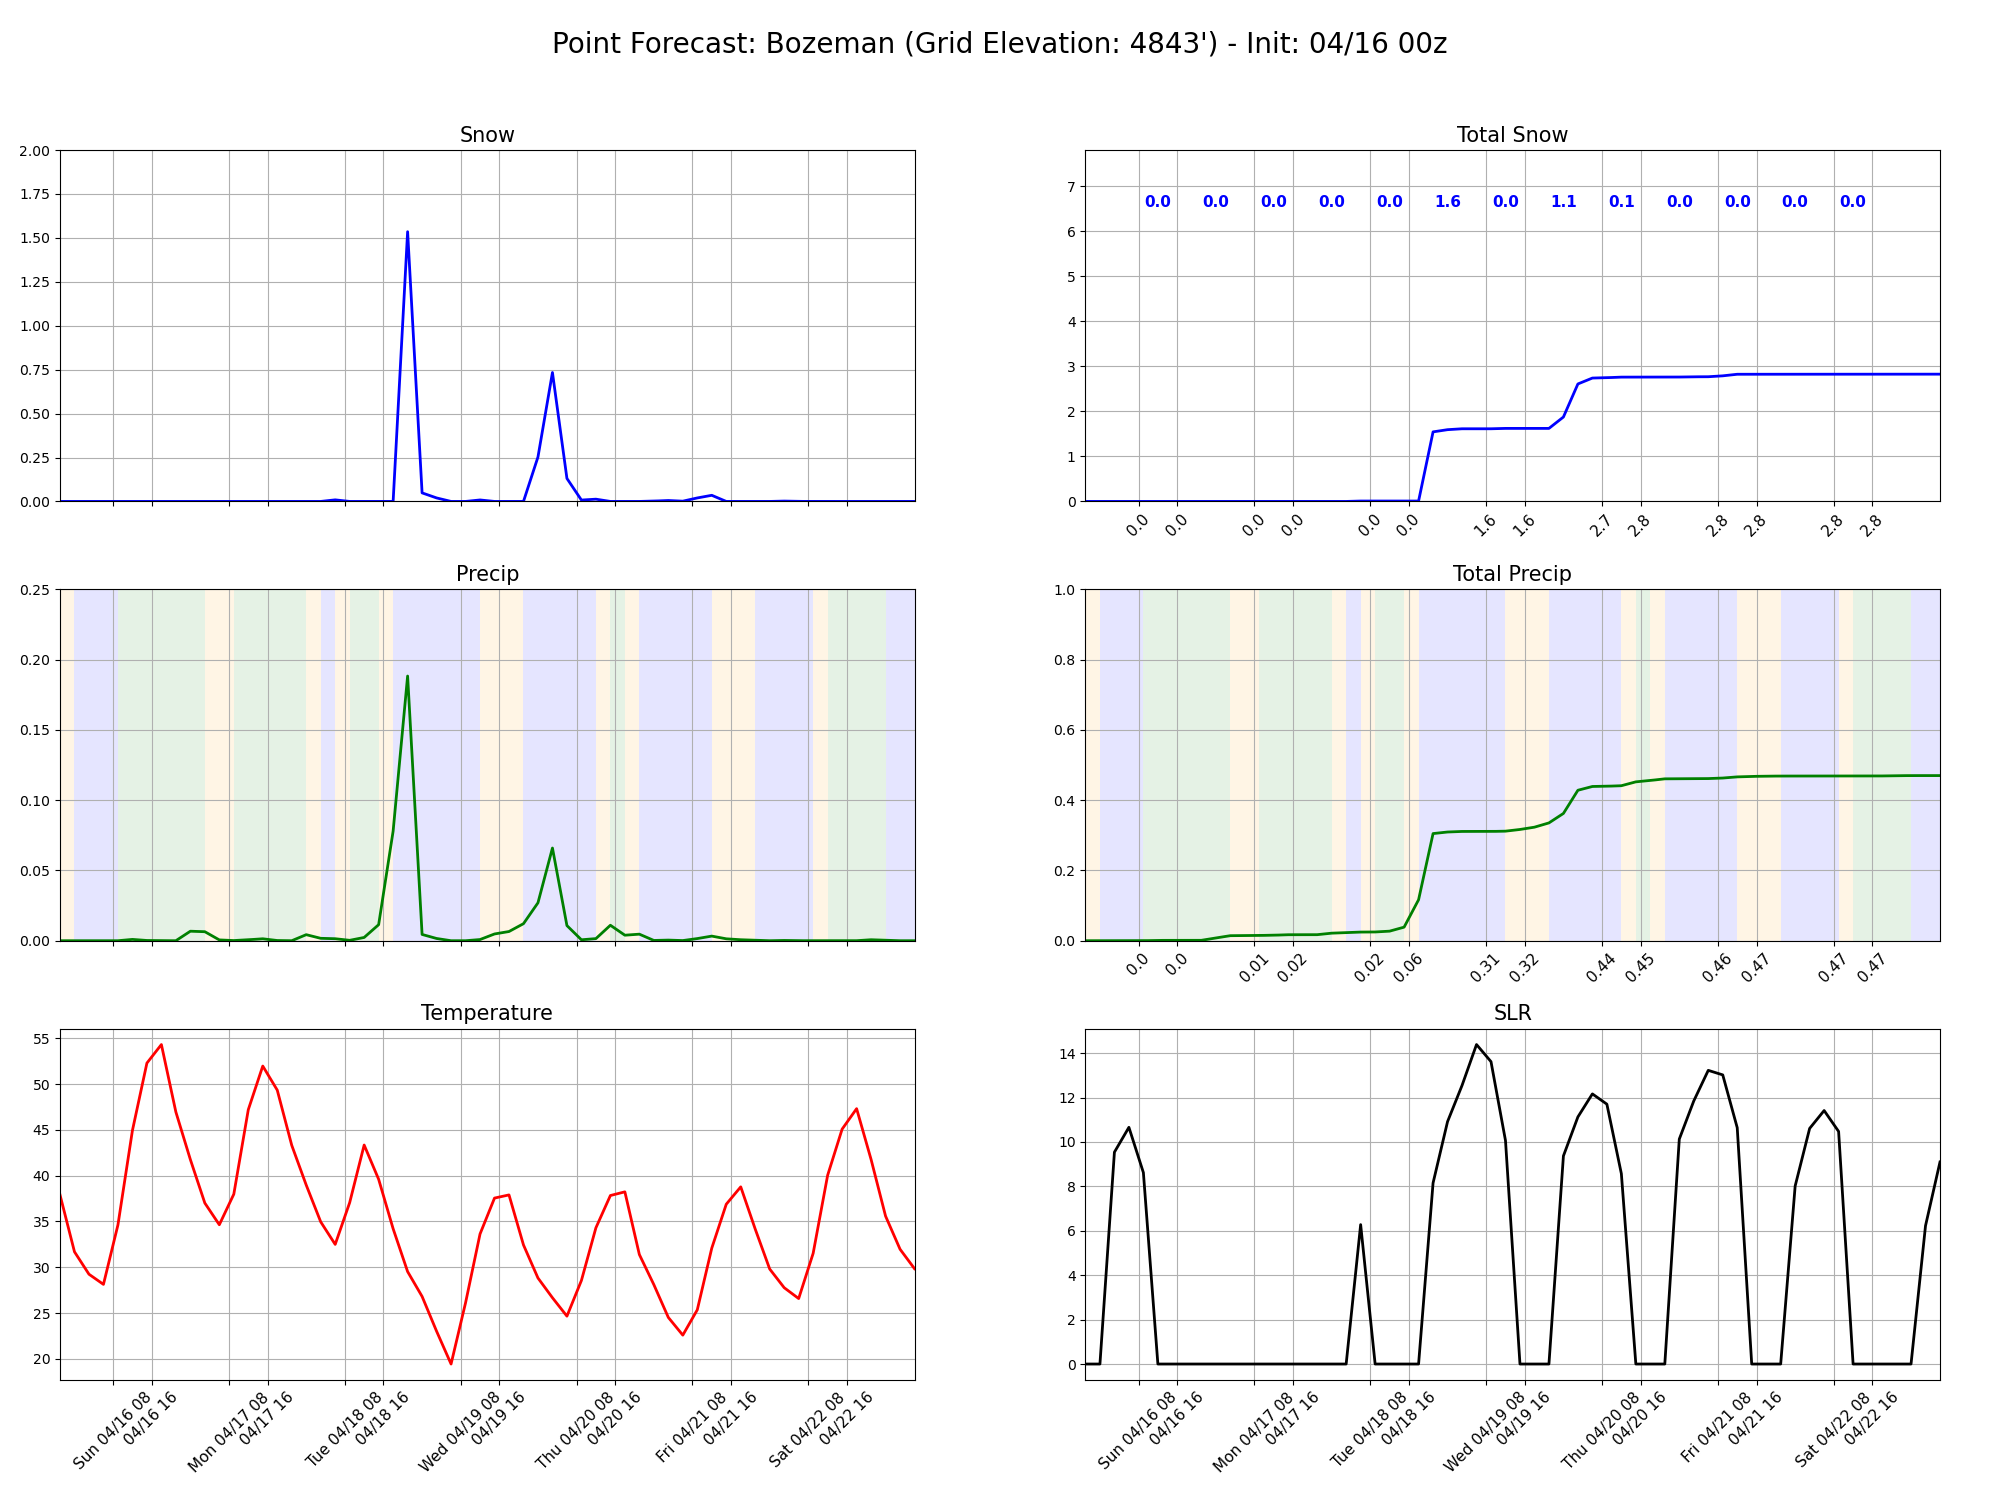 Point Forecast: Bozeman (Grid Elevation: 4843') - Init: 04/16 00z
Snow
2.00
1.75
1.50
1.25
1.00
0.75
0.50
0.25
0.00
Total Snow
7
6
5
4
3
2
1
0
0.0 0.0 0.0 0.0 0.0 1.6 0.0 1.1 0.1 0.0 0.0 0.0 0.0
0.0 0.0 0.0 0.0 0.0 0.0 1.6 1.6 2.7 2.8 2.8 2.8 2.8 2.8
Precip
0.25
0.20
0.15
0.10
0.05
0.00
Total Precip
1.0
0.8
0.6
0.4
0.2
0.0
0.0 0.0 0.01 0.02 0.02 0.06 0.31 0.32 0.44 0.45 0.46 0.47 0.47 0.47
Temperature
55
50
45
40
35
30
25
20
Sun 04/16 08
04/16 16
Mon 04/17 08
04/17 16
Tue 04/18 08
04/18 16
Wed 04/19 08
04/19 16
Thu 04/20 08
04/20 16
Fri 04/21 08
04/21 16
Sat 04/22 08
04/22 16
SLR
14
12
10
8
6
4
2
0
Sun 04/16 08
04/16 16
Mon 04/17 08
04/17 16
Tue 04/18 08
04/18 16
Wed 04/19 08
04/19 16
Thu 04/20 08
04/20 16
Fri 04/21 08
04/21 16
Sat 04/22 08
04/22 16